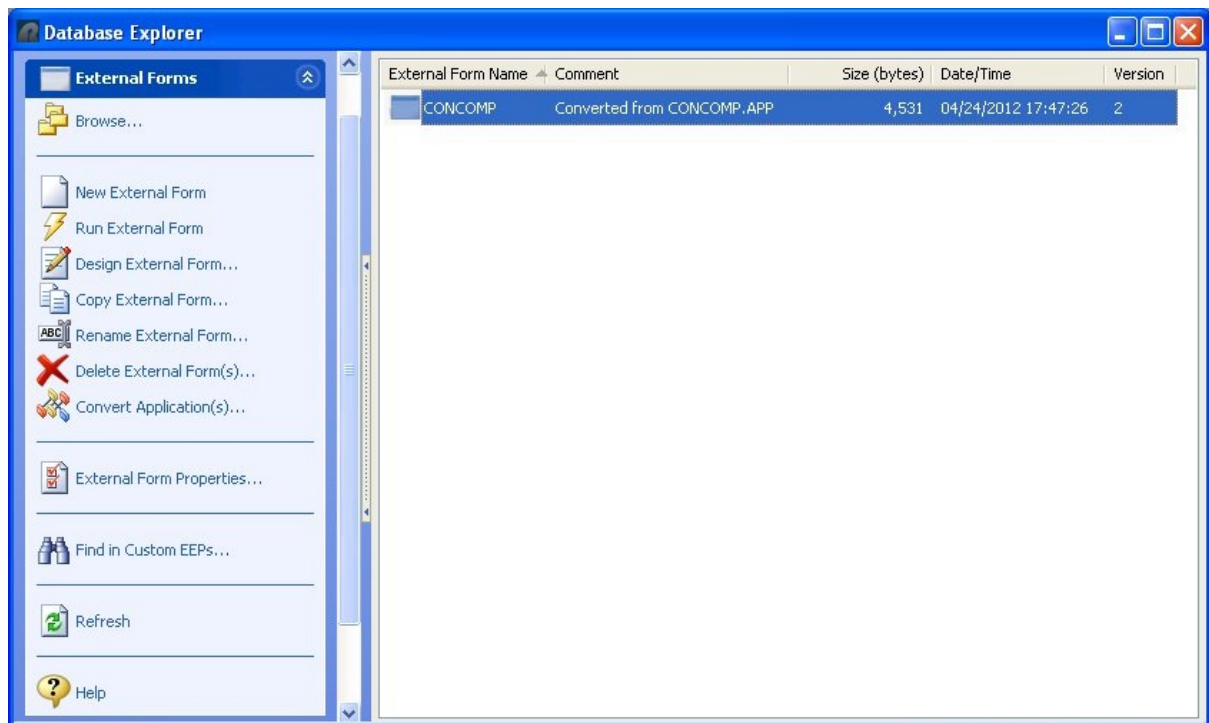 Database Explorer
External Forms
Browse...
New External Form
Run External Form
Design External Form...
Copy External Form...
ABC Rename External Form...
Delete External Form(s)...
Convert Application(s)...
External Form Properties...
Find in Custom EEPs...
Refresh
? Help
External Form Name Comment Size (bytes) Date/Time Version
CONCOMP Converted from CONCOMP.APP 4,531 04/24/2012 17:47:26 2